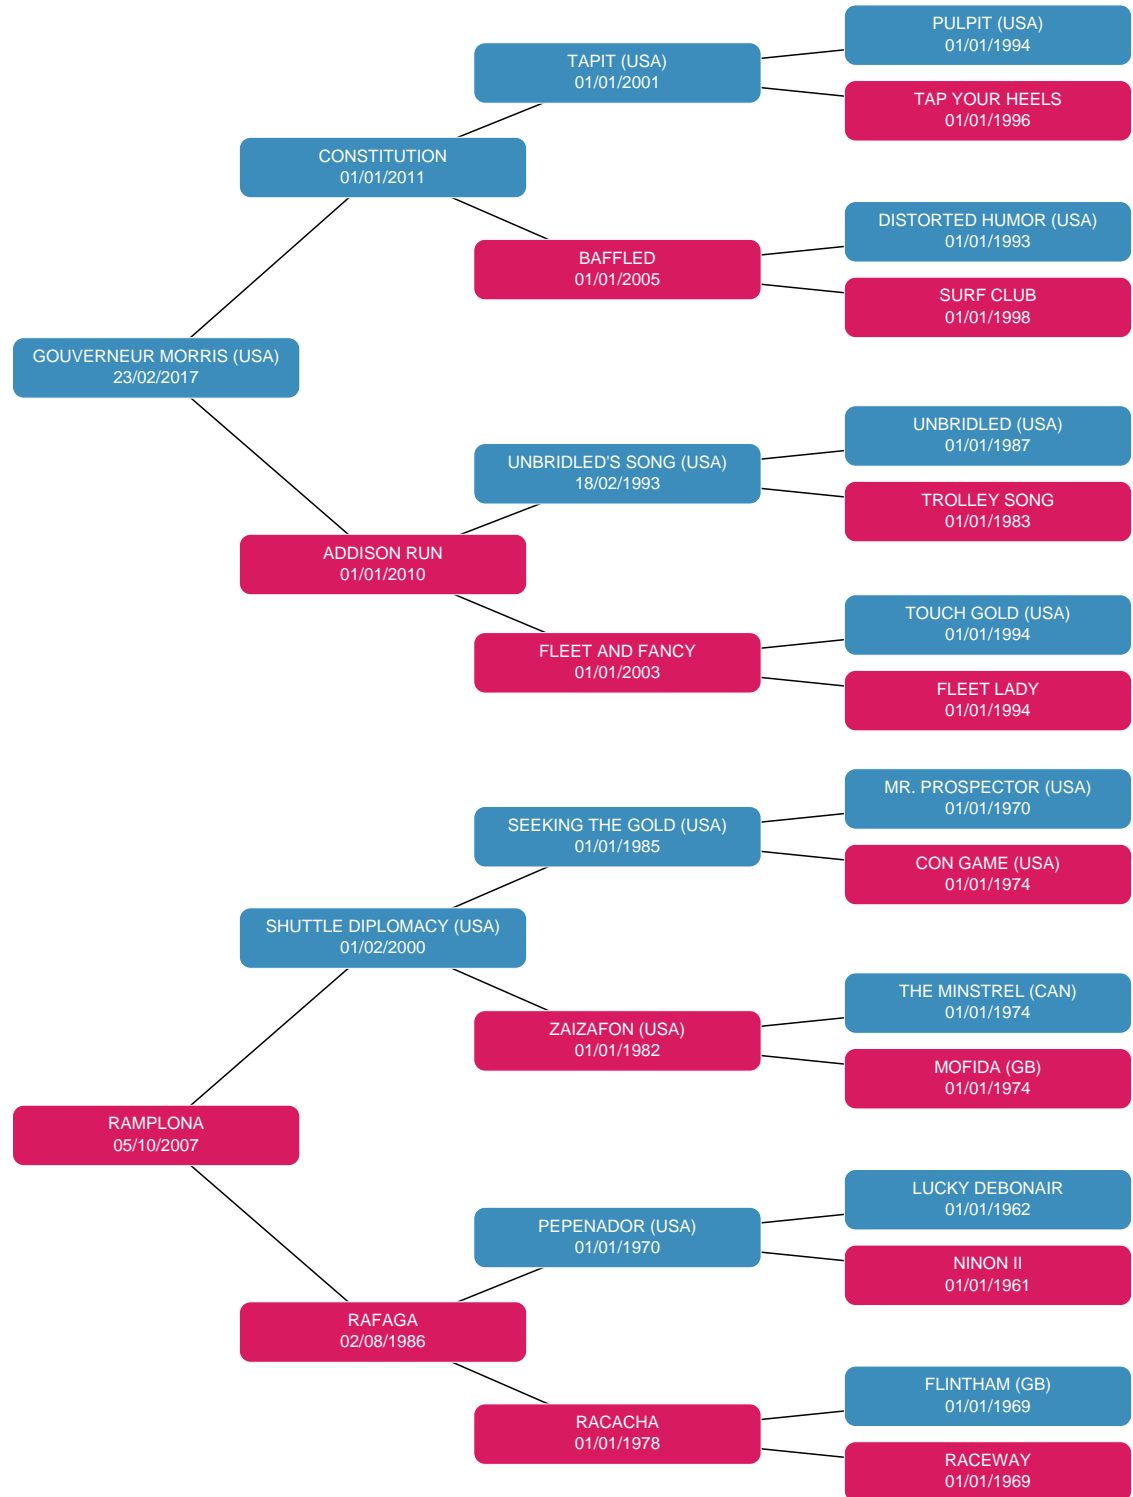 PULPIT (USA)
01/01/1994
TAPIT (USA)
01/01/2001
TAP YOUR HEELS
01/01/1996
CONSTITUTION
01/01/2011
DISTORTED HUMOR (USA)
01/01/1993
BAFFLED
01/01/2005
SURF CLUB
01/01/1998
GOUVERNEUR MORRIS (USA)
23/02/2017
UNBRIDLED (USA)
01/01/1987
UNBRIDLED'S SONG (USA)
18/02/1993
TROLLEY SONG
01/01/1983
ADDISON RUN
01/01/2010
TOUCH GOLD (USA)
01/01/1994
FLEET AND FANCY
01/01/2003
FLEET LADY
01/01/1994
MR. PROSPECTOR (USA)
01/01/1970
SEEKING THE GOLD (USA)
01/01/1985
CON GAME (USA)
01/01/1974
SHUTTLE DIPLOMACY (USA)
01/02/2000
THE MINSTREL (CAN)
01/01/1974
ZAIZAFON (USA)
01/01/1982
MOFIDA (GB)
01/01/1974
RAMPLONA
05/10/2007
LUCKY DEBONAIR
01/01/1962
PEPENADOR (USA)
01/01/1970
NINON II
01/01/1961
RAFAGA
02/08/1986
FLINTHAM (GB)
01/01/1969
RACACHA
01/01/1978
RACEWAY
01/01/1969